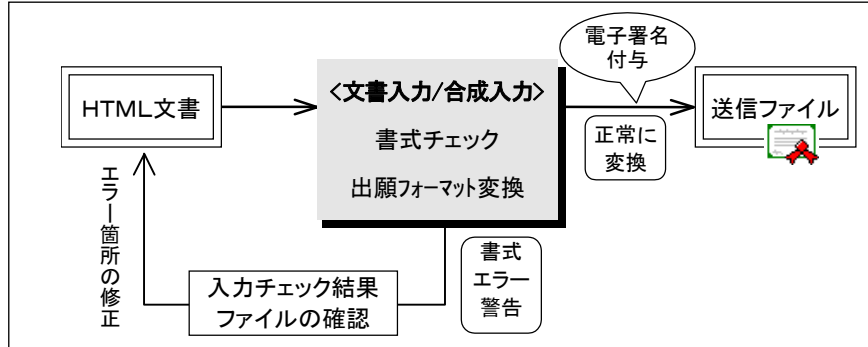 電子署名
付与
HTML文書
<文書入力/合成入力>
書式チェック
出願フォーマット変換
送信ファイル
正常に
変換
エラー箇所の修正
入力チェック結果
ファイルの確認
書式
エラー
警告